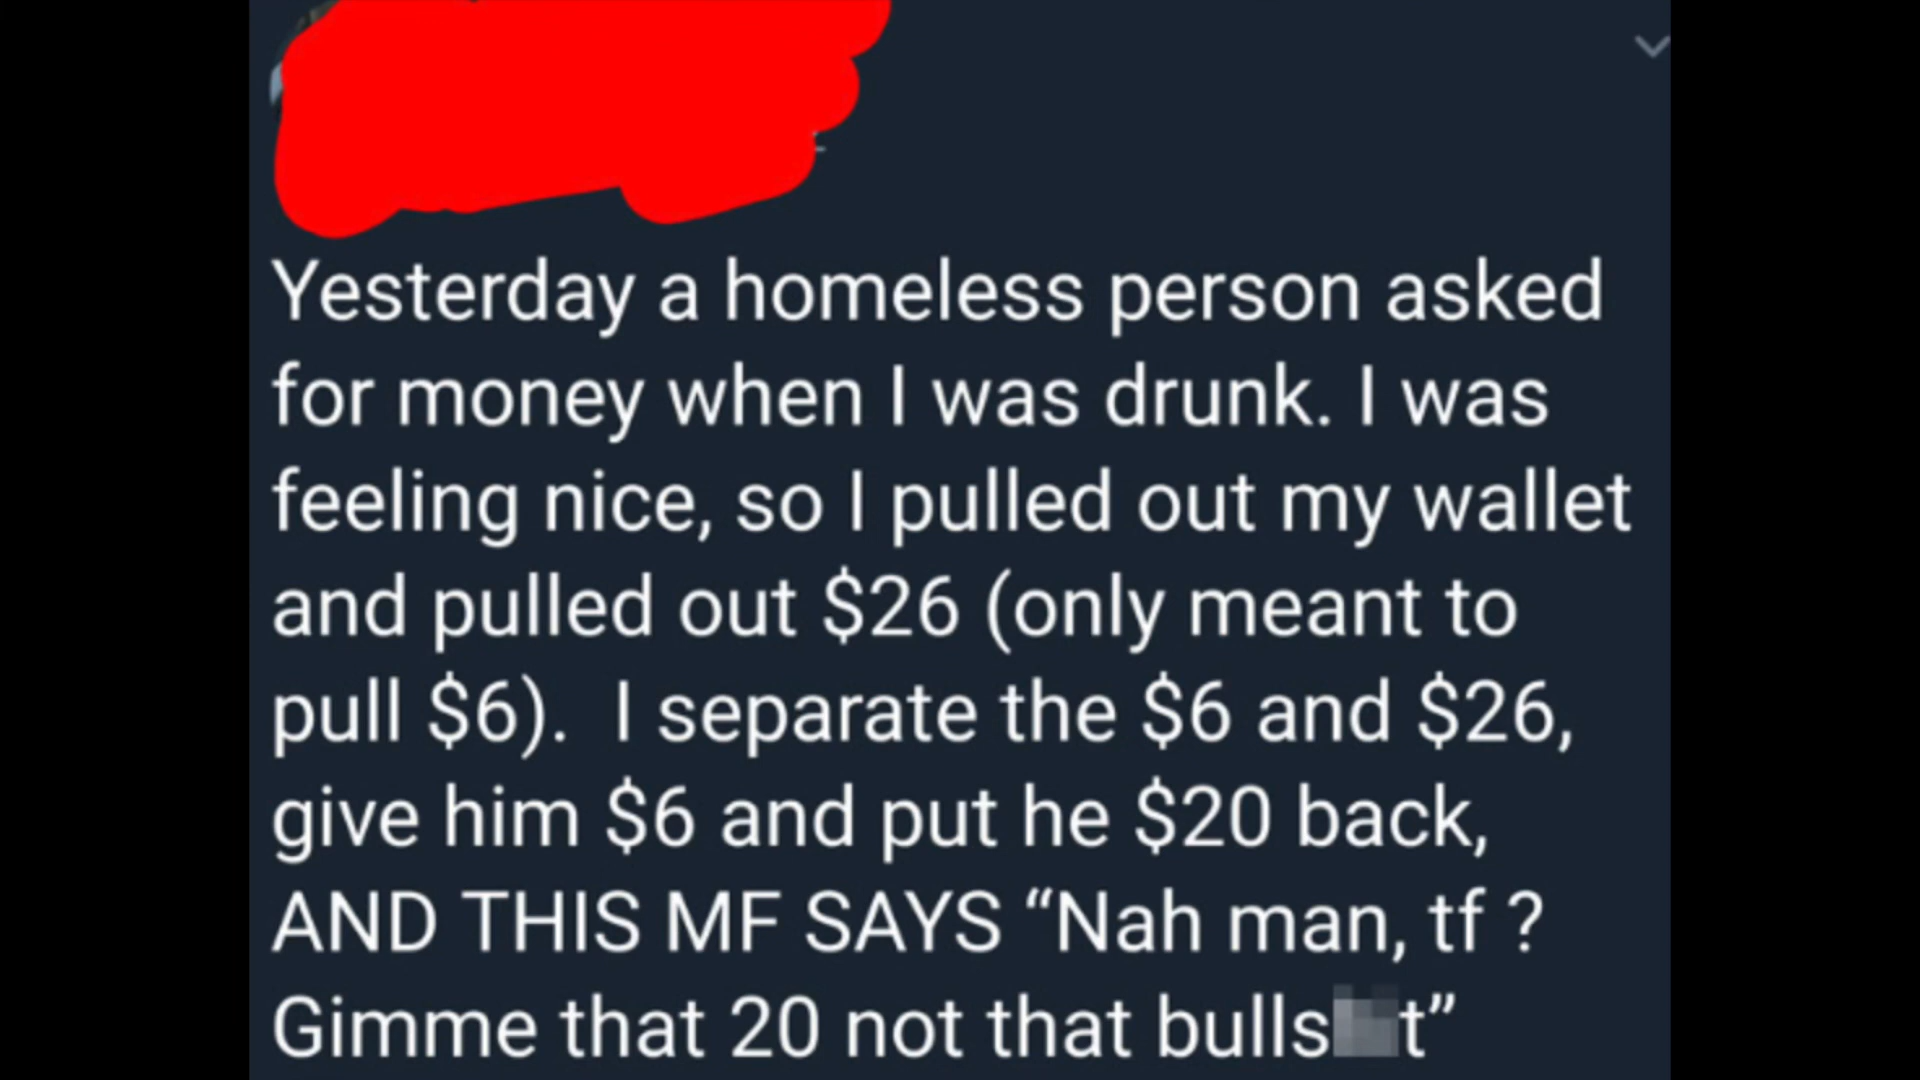 Yesterday a homeless person asked
for money when I was drunk. I was
feeling nice, so I pulled out my wallet
and pulled out $26 (only meant to
pull $6).  I separate the $6 and $26,
give him $6 and put he $20 back,
AND THIS MF SAYS “Nah man, tf ?
Gimme that 20 not that bulls t”